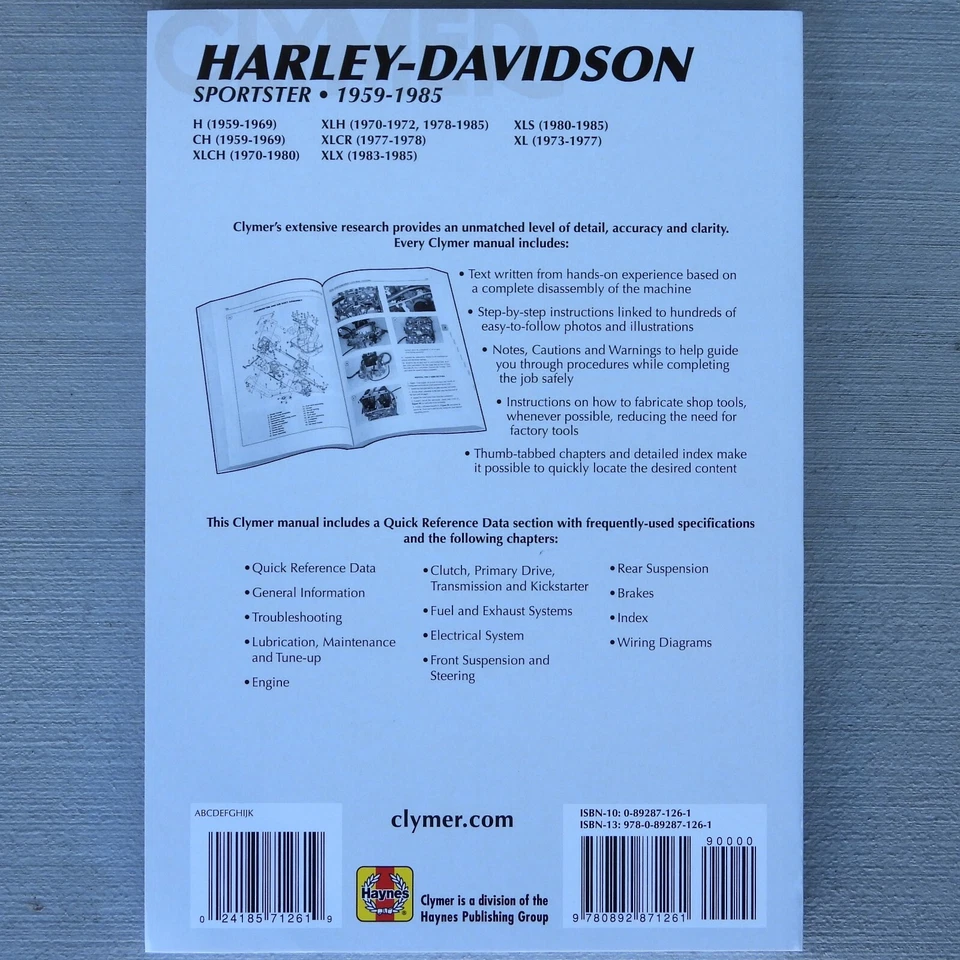 CLYMER
HARLEY-DAVIDSON
SPORTSTER • 1959-1985
H (1959-1969) XLH (1970-1972, 1978-1985) XLS (1980-1985)
CH (1959-1969) XLCR (1977-1978) XL (1973-1977)
XLCH (1970-1980) XLX (1983-1985)
Clymer's extensive research provides an unmatched level of detail, accuracy and clarity.
Every Clymer manual includes:
• Text written from hands-on experience based on
a complete disassembly of the machine
• Step-by-step instructions linked to hundreds of
easy-to-follow photos and illustrations
• Notes, Cautions and Warnings to help guide
you through procedures while completing
the job safely
• Instructions on how to fabricate shop tools,
whenever possible, reducing the need for
factory tools
• Thumb-tabbed chapters and detailed index make
it possible to quickly locate the desired content
This Clymer manual includes a Quick Reference Data section with frequently-used specifications
and the following chapters:
• Quick Reference Data
• General Information
• Troubleshooting
• Lubrication, Maintenance
and Tune-up
• Engine
• Clutch, Primary Drive,
Transmission and Kickstarter
• Fuel and Exhaust Systems
• Electrical System
• Front Suspension and
Steering
• Rear Suspension
• Brakes
• Index
• Wiring Diagrams
ABCDEFGHIJK
0 24185 71261 9
clymer.com
Haynes
Clymer is a division of the
Haynes Publishing Group
ISBN-10: 0-89287-126-1
ISBN-13: 978-0-89287-126-1
90000
9 780892 871261